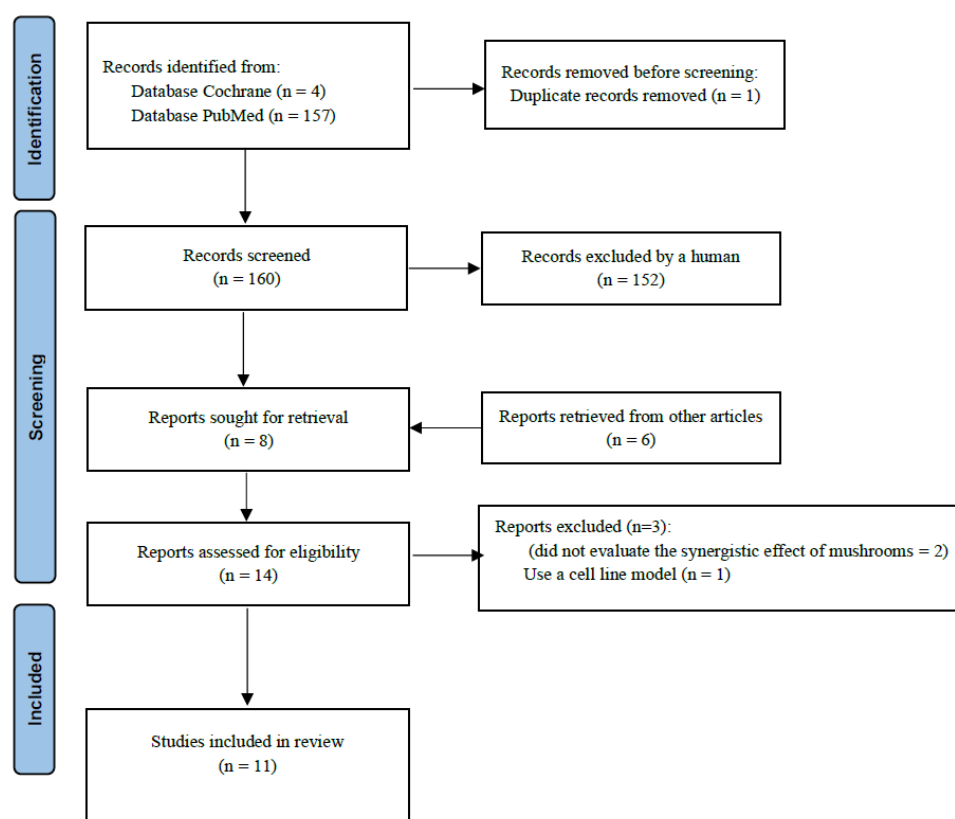 Identification
Records identified from:
Database Cochrane (n = 4)
Database PubMed (n = 157)
Records removed before screening:
Duplicate records removed (n = 1)
Screening
Records screened
(n = 160)
Records excluded by a human
(n = 152)
Reports sought for retrieval
(n = 8)
Reports retrieved from other articles
(n = 6)
Reports assessed for eligibility
(n = 14)
Reports excluded (n=3):
(did not evaluate the synergistic effect of mushrooms = 2)
Use a cell line model (n = 1)
Included
Studies included in review
(n = 11)